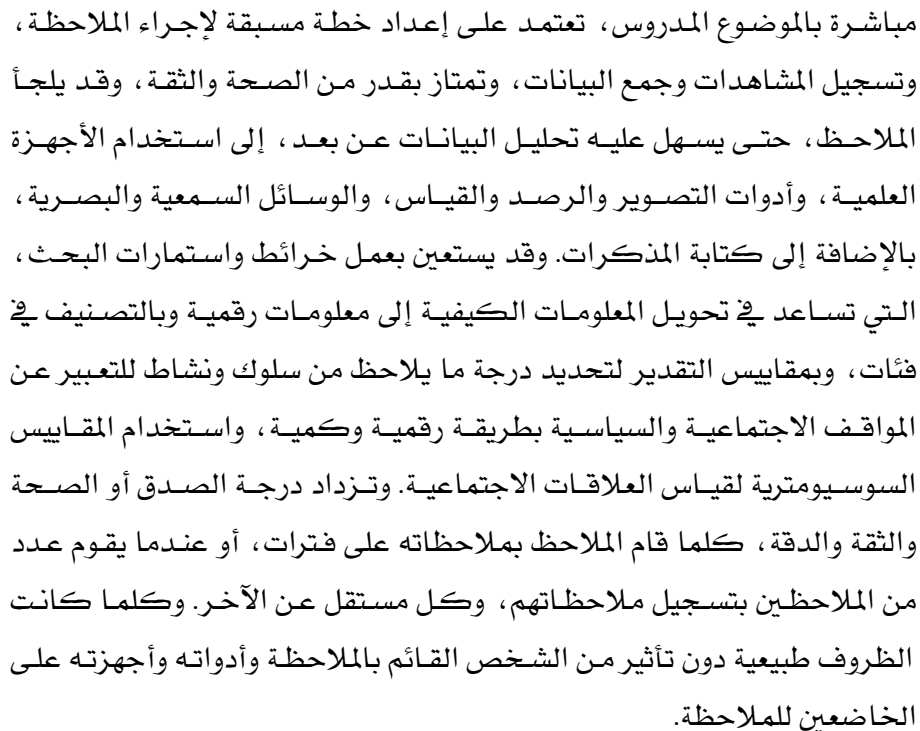 مباشرة بالموضوع المدروس، تعتمد على إعداد خطة مسبقة لإجراء الملاحظة،
وتسجيل المشاهدات وجمع البيانات، وتمتاز بقدر من الصحة والثقة، وقد يلجأ
الملاحظ، حتى يسهل عليه تحليل البيانات عن بعد، إلى استخدام الأجهزة
العلمية، وأدوات التصوير والرصد والقياس، والوسائل السمعية والبصرية،
بالإضافة إلى كتابة المذكرات. وقد يستعين بعمل خرائط واستمارات البحث،
التي تساعد في تحويل المعلومات الكيفية إلى معلومات رقمية وبالتصنيف في
فئات، وبمقاييس التقدير لتحديد درجة ما يلاحظ من سلوك ونشاط للتعبير عن
المواقف الاجتماعية والسياسية بطريقة رقمية وكمية، واستخدام المقاييس
السوسيومترية لقياس العلاقات الاجتماعية. وتزداد درجة الصدق أو الصحة
والثقة والدقة، كلما قام الملاحظ بملاحظاته على فترات، أو عندما يقوم عدد
من الملاحظين بتسجيل ملاحظاتهم، وكل مستقل عن الآخر. وكلما كانت
الظروف طبيعية دون تأثير من الشخص القائم بالملاحظة وأدواته وأجهزته على
الخاضعين للملاحظة.